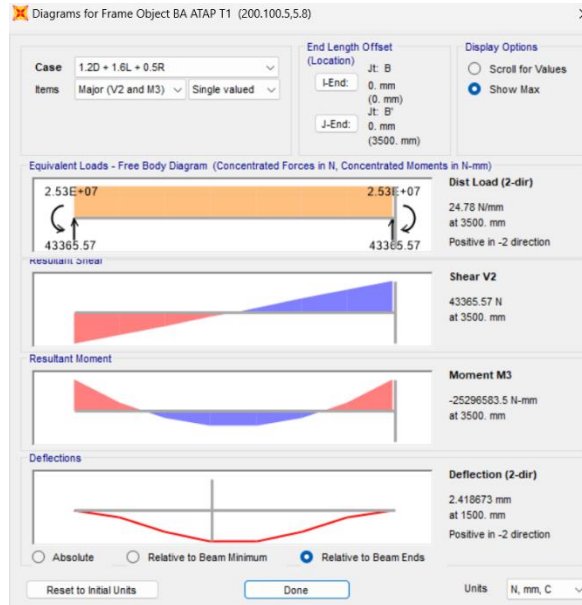 Diagrams for Frame Object BA ATAP T1 (200.100.5,5.8)
Case 1.2D + 1.6L + 0.5R
Items Major (V2 and M3) Single valued
End Length Offset
(Location)
Jt: B
I-End: 0. mm
(0. mm)
Jt: B'
J-End: 0. mm
(3500. mm)
Display Options
Scroll for Values
Show Max
Equivalent Loads - Free Body Diagram (Concentrated Forces in N, Concentrated Moments in N-mm)
2.53E+07 2.53E+07
43365.57 43365.57
Dist Load (2-dir)
24.78 N/mm
at 3500. mm
Positive in -2 direction
Resultant Shear
Shear V2
43365.57 N
at 3500. mm
Resultant Moment
Moment M3
-25296583.5 N-mm
at 3500. mm
Deflections
Deflection (2-dir)
2.418673 mm
at 1500. mm
Positive in -2 direction
Absolute Relative to Beam Minimum Relative to Beam Ends
Reset to Initial Units Done Units N, mm, C